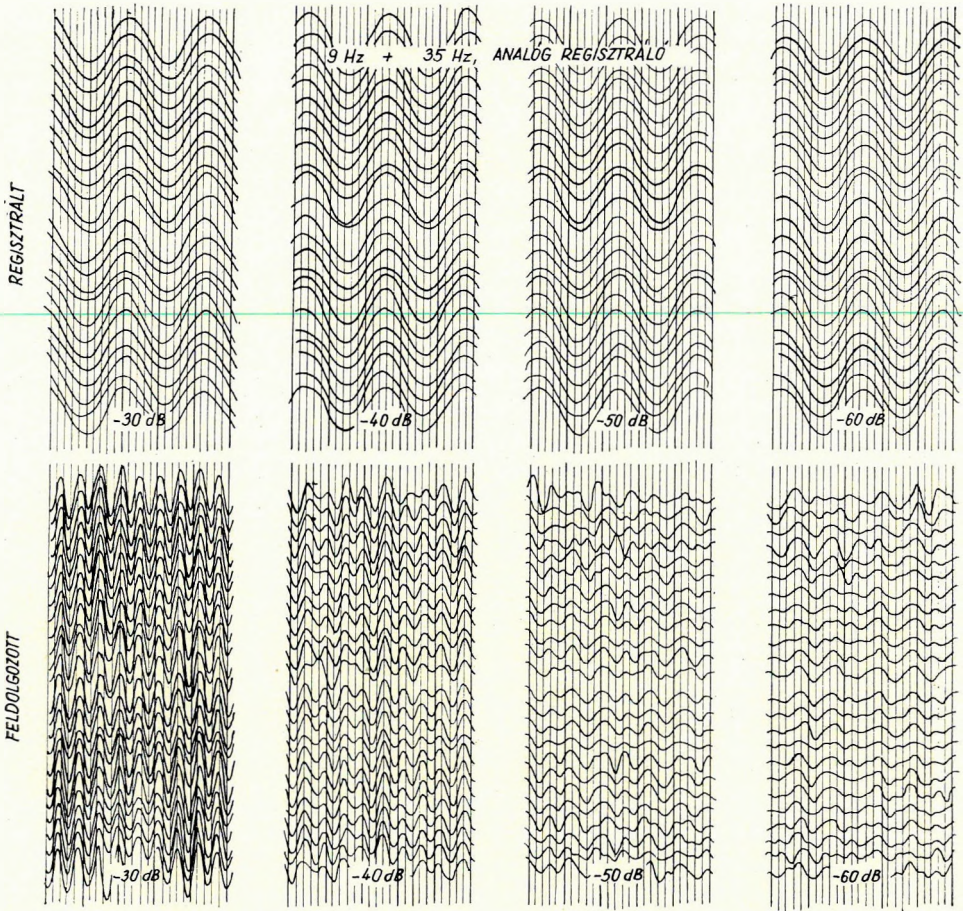 9 Hz + 35 Hz, ANALÓG REGISZTRÁLÓ
REGISZTRÁLT
-30 dB
-40 dB
-50 dB
-60 dB
FELDOLGOZOTT
-30 dB
-40 dB
-50 dB
-60 dB